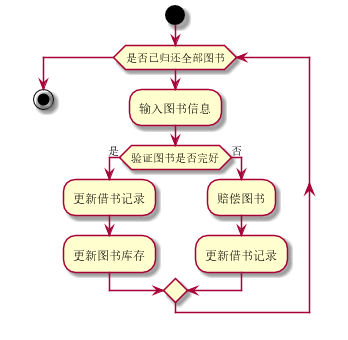 是否已归还全部图书
输入图书信息
是
验证图书是否完好
否
更新借书记录
赔偿图书
更新图书库存
更新借书记录